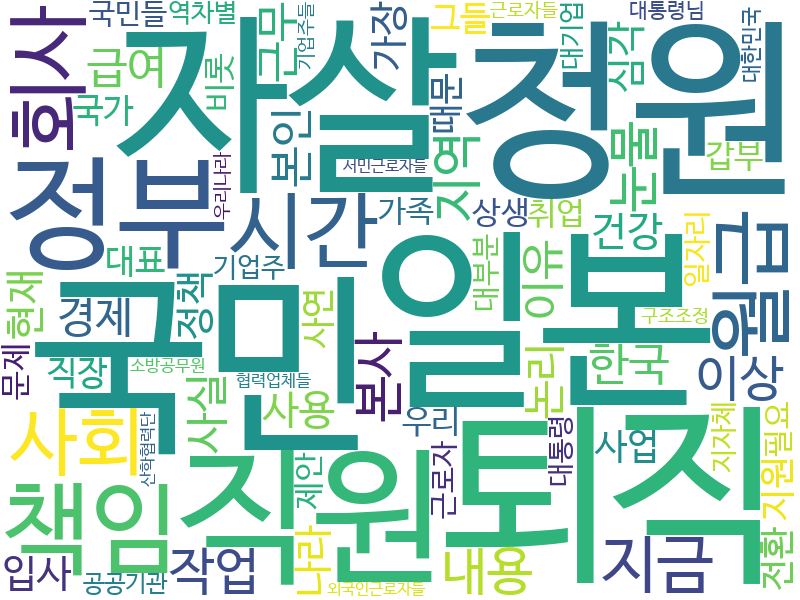 국민들
역차별
그들
근로자들
대통령님
회사
급여
비롯
근무
기업주들
가장
자살
청원
대기업
심각
대한민국
국가
본인
때문
우리나라
서민근로자들
지역
눈물
갑부
정부
시간
가족
상생
취업
건강
일자리
대표
기업주
대부분
이유
월급
현재
경제
정책
국민일보
사연
구조조정
문제
직장
소방공무원
협력업체들
본사
논리
한국
이상
사회
산학협력단
사실
사용
우리
대통령
사업
지자체
필요
책임
직원
제안
근로자
퇴직
지원
입사
공공기관
작업
나라
외국인근로자들
내용
지금
전환